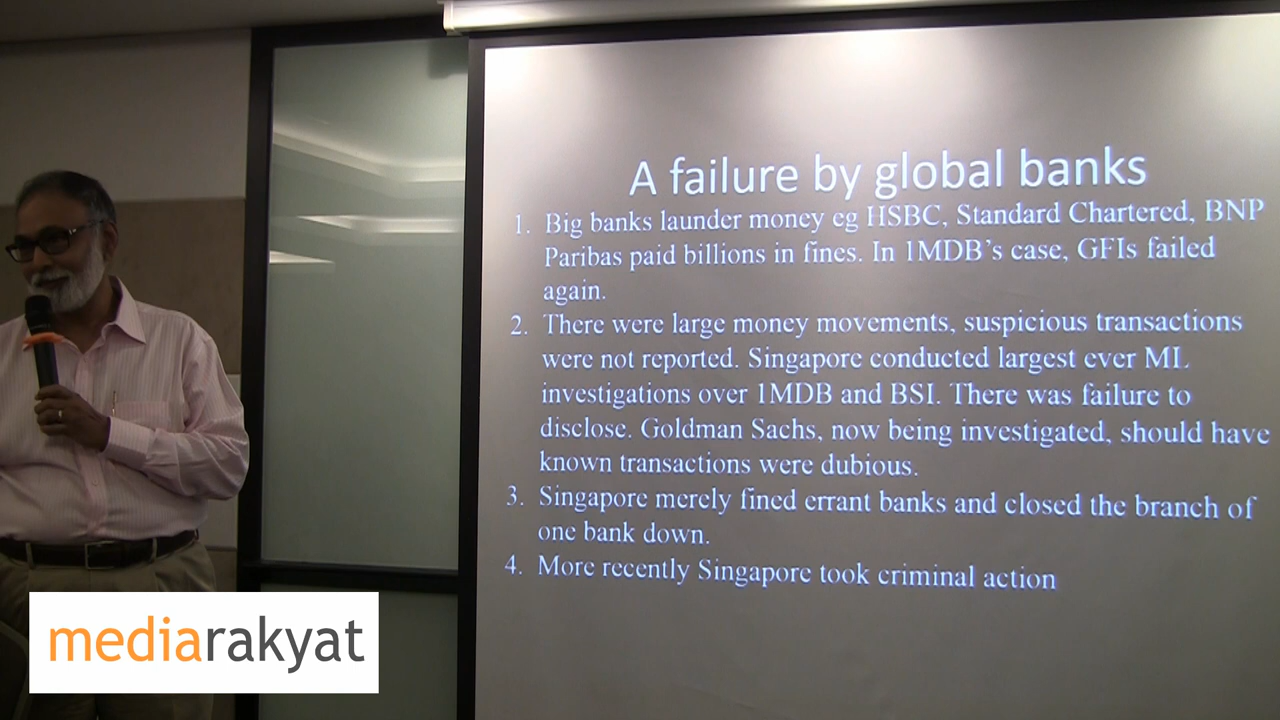 A failure by global banks
1. Big banks launder money eg HSBC, Standard Chartered, BNP
Paribas paid billions in fines. In 1MDB's case, GFIs failed
again.
2. There were large money movements, suspicious transactions
were not reported. Singapore conducted largest ever ML
investigations over 1MDB and BSI. There was failure to
disclose. Goldman Sachs, now being investigated, should have
known transactions were dubious.
3. Singapore merely fined errant banks and closed the branch of
one bank down.
4. More recently Singapore took criminal action
mediarakyat